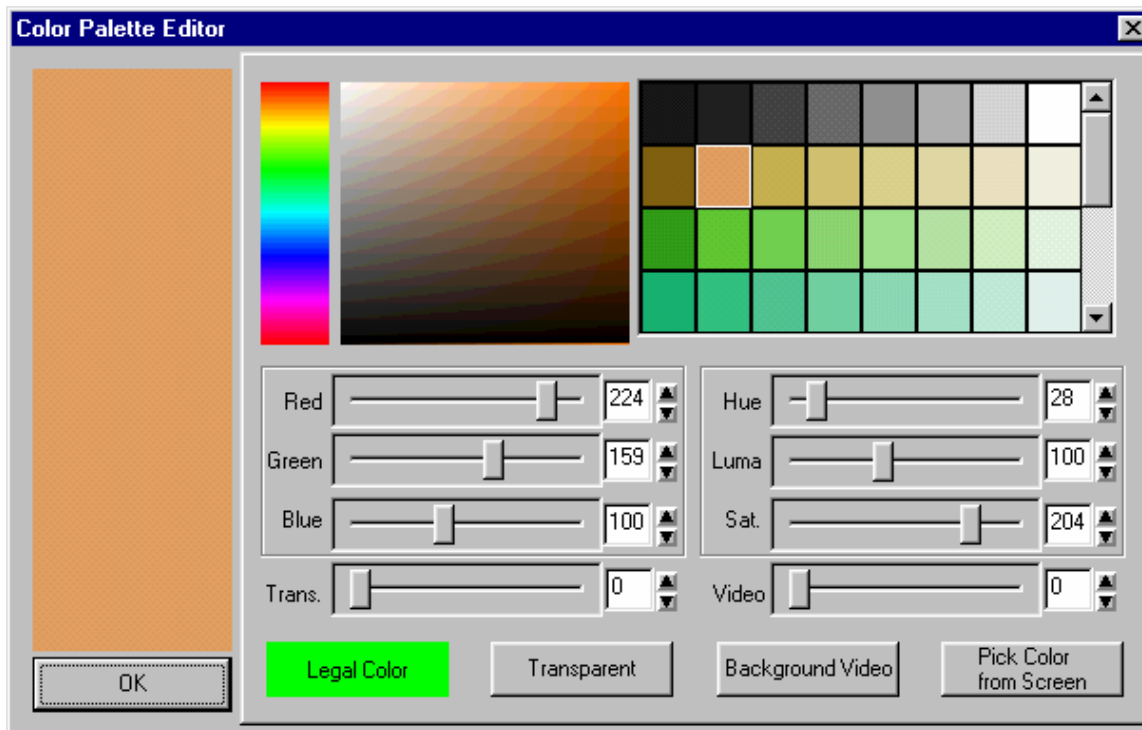 Color Palette Editor
Red 224
Hue 28
Green 159
Luma 100
Blue 100
Sat. 204
Trans. 0
Video 0
OK
Legal Color
Transparent
Background Video
Pick Color
from Screen